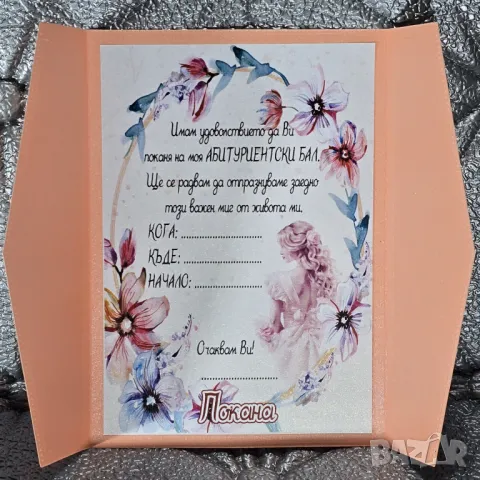 Имам удоволствието да Ви
поканя на моя АБИТУРИЕНТСКИ БАЛ.
Ще се радвам да отпразнуваме заедно
този важен миг от живота ми.
КОГА: ........................
КЪДЕ: ........................
НАЧАЛО: ....................
Очаквам Ви!
........................
Покана
BAZAR